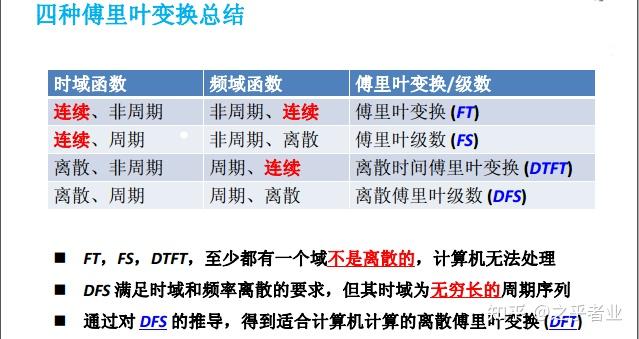 四种傅里叶变换总结
时域函数 频域函数 傅里叶变换/级数
连续、非周期 非周期、连续 傅里叶变换 (FT)
连续、周期 非周期、离散 傅里叶级数 (FS)
离散、非周期 周期、连续 离散时间傅里叶变换 (DTFT)
离散、周期 周期、离散 离散傅里叶级数 (DFS)
■ FT，FS，DTFT，至少都有一个域不是离散的，计算机无法处理
■ DFS 满足时域和频率离散的要求，但其时域为无穷长的周期序列
■ 通过对 DFS 的推导，得到适合计算机计算的离散傅里叶变换 (DFT)
知乎 @之乎者业